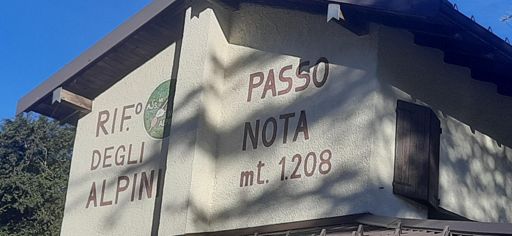 RIF.º
DEGLI
ALPINI
PASSO
NOTA
mt. 1.208